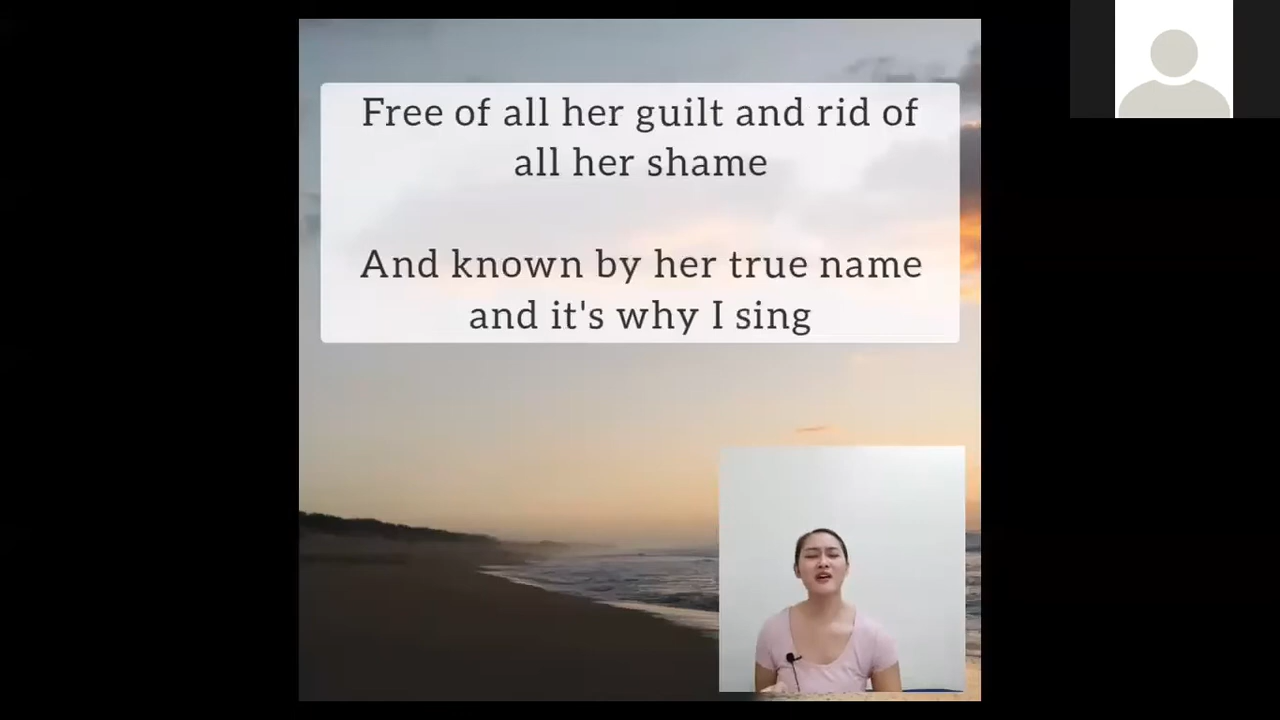 Free of all her guilt and rid of
all her shame
And known by her true name
and it's why I sing